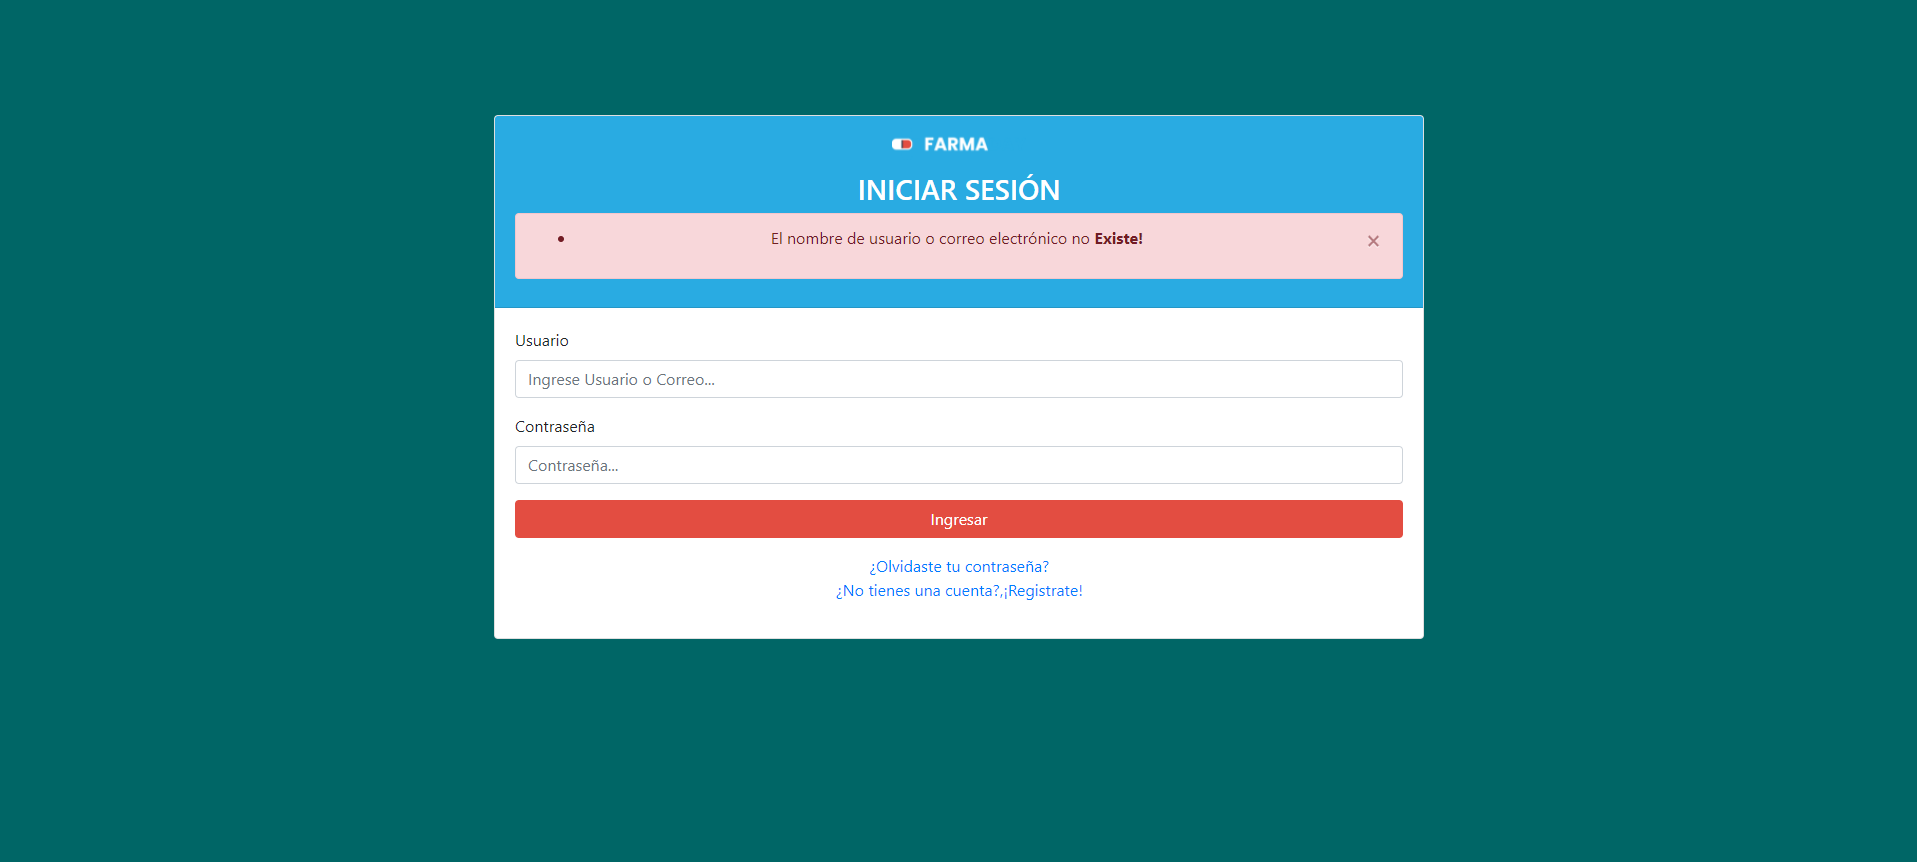 FARMA
INICIAR SESIÓN
El nombre de usuario o correo electrónico no Existe!
×
Usuario
Ingrese Usuario o Correo...
Contraseña
Contraseña...
Ingresar
¿Olvidaste tu contraseña?
¿No tienes una cuenta?,¡Registrate!